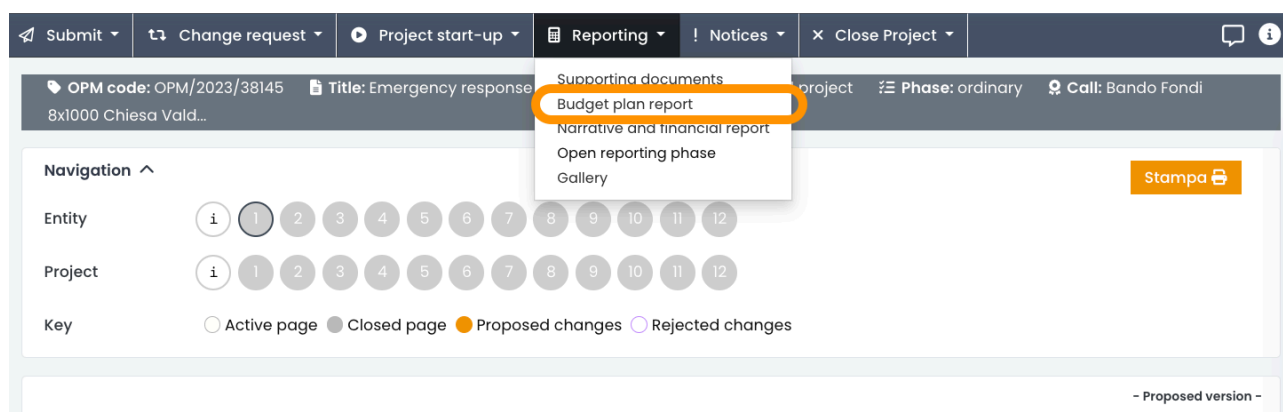 Submit Change request Project start-up Reporting ! Notices × Close Project
Supporting documents
Budget plan report
Narrative and financial report
Open reporting phase
Gallery
OPM code: OPM/2023/38145 Title: Emergency response project Phase: ordinary Call: Bando Fondi
8x1000 Chiesa Vald...
Navigation
Stampa
Entity i 1 2 3 4 5 6 7 8 9 10 11 12
Project i 1 2 3 4 5 6 7 8 9 10 11 12
Key Active page Closed page Proposed changes Rejected changes
- Proposed version -